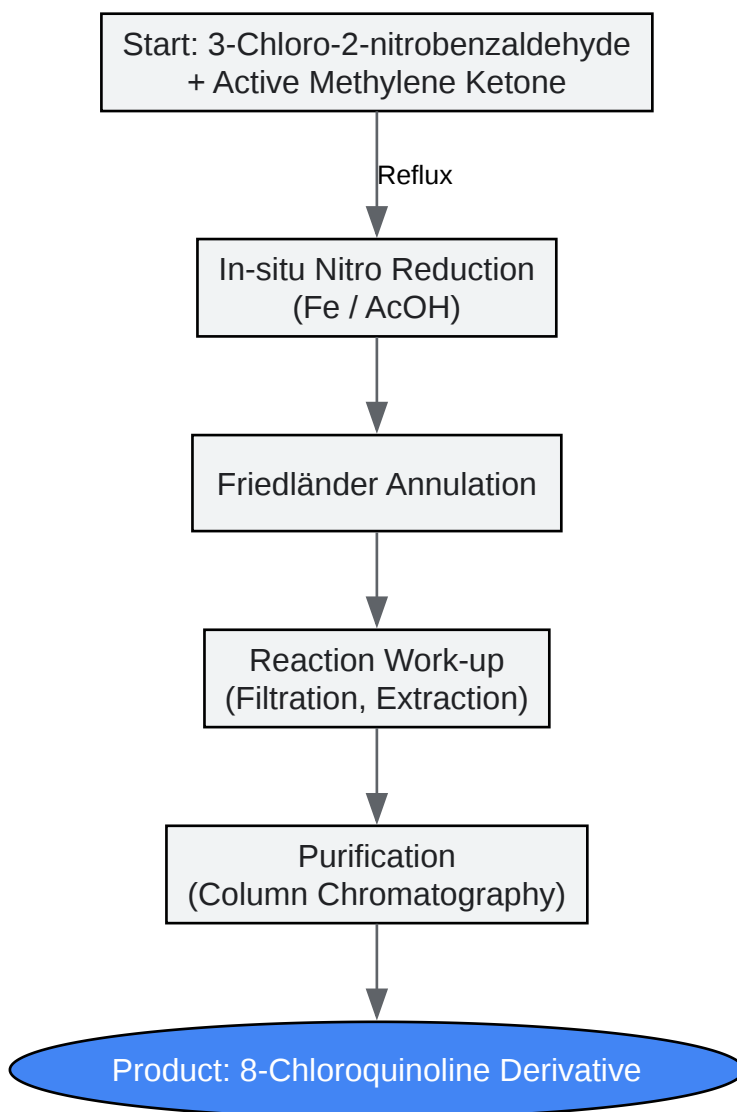 Start: 3-Chloro-2-nitrobenzaldehyde
+ Active Methylene Ketone
Reflux
In-situ Nitro Reduction
(Fe / AcOH)
Friedländer Annulation
Reaction Work-up
(Filtration, Extraction)
Purification
(Column Chromatography)
Product: 8-Chloroquinoline Derivative